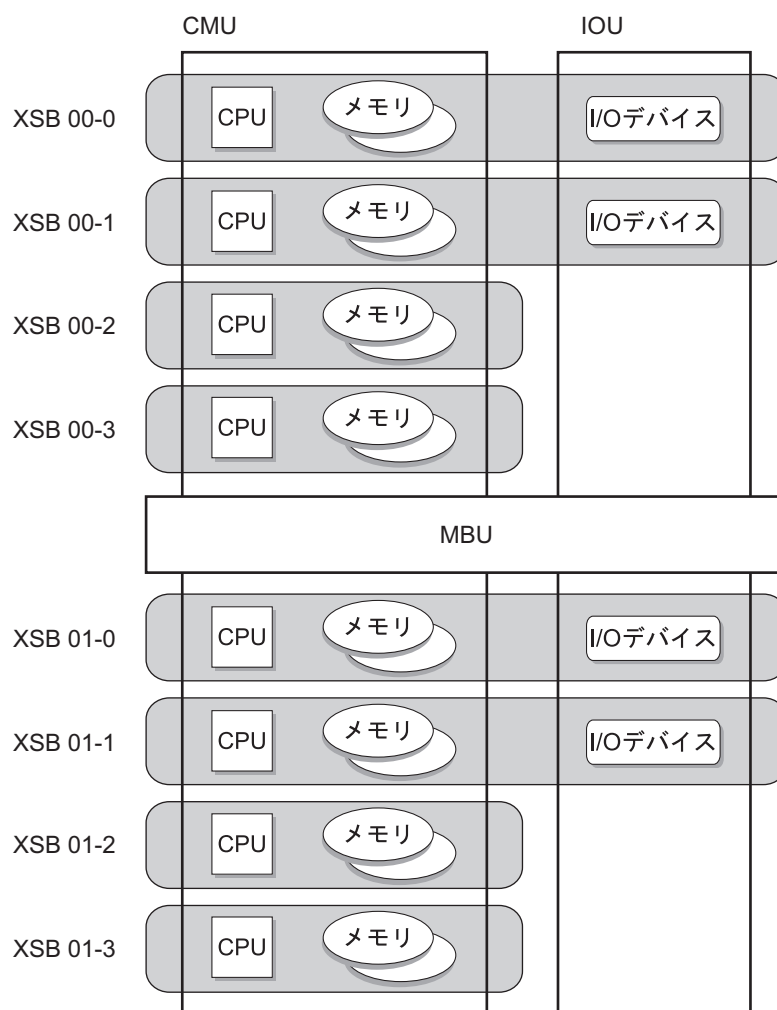 CMU IOU
XSB 00-0 CPU メモリ I/Oデバイス
XSB 00-1 CPU メモリ I/Oデバイス
XSB 00-2 CPU メモリ
XSB 00-3 CPU メモリ
MBU
XSB 01-0 CPU メモリ I/Oデバイス
XSB 01-1 CPU メモリ I/Oデバイス
XSB 01-2 CPU メモリ
XSB 01-3 CPU メモリ